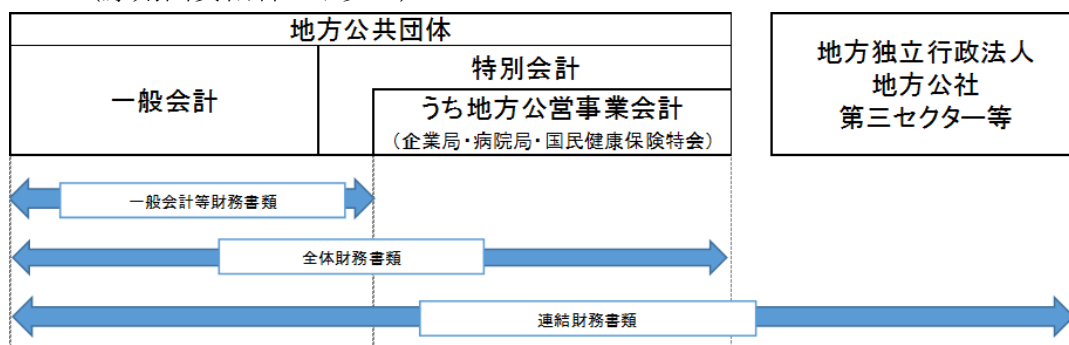 地方公共団体
一般会計
特別会計
うち地方公営事業会計
(企業局・病院局・国民健康保険特会)
地方独立行政法人
地方公社
第三セクター等
一般会計等財務書類
全体財務書類
連結財務書類